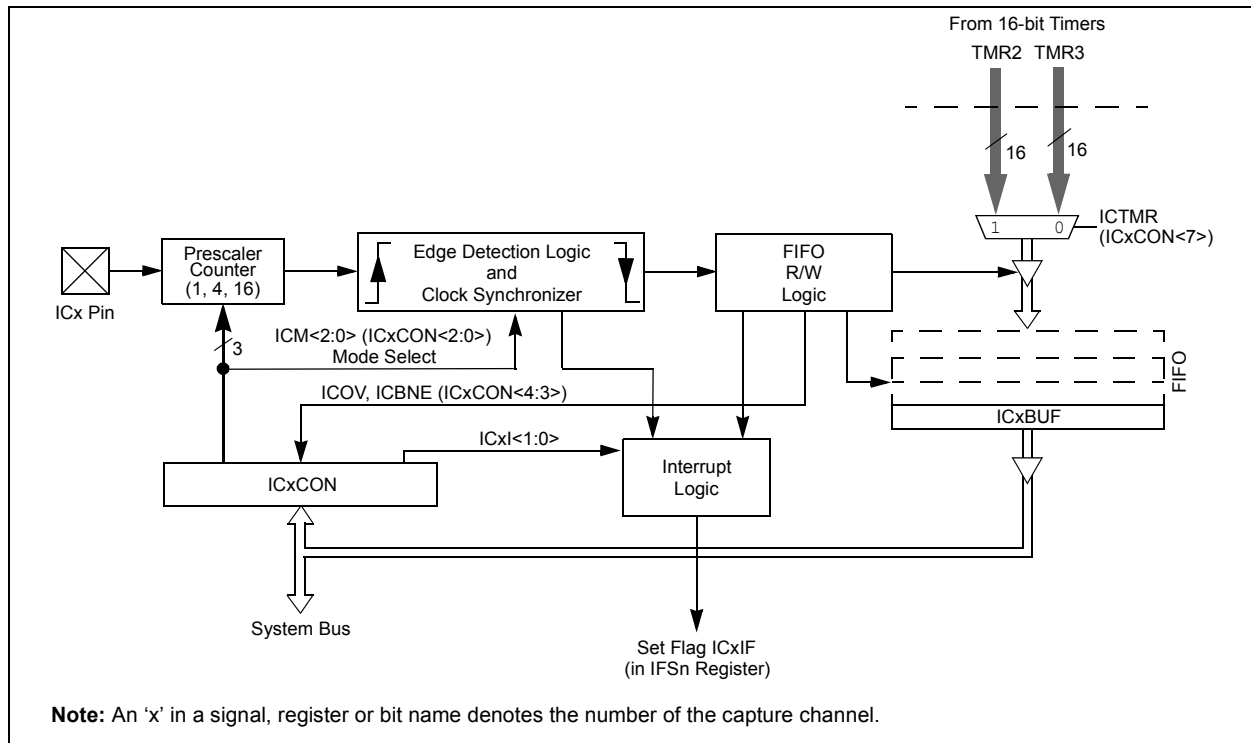 From 16-bit Timers
TMR2 TMR3
16 16
1 0
ICTMR
(ICxCON<7>)
Prescaler
Counter
(1, 4, 16)
Edge Detection Logic
and
Clock Synchronizer
FIFO
R/W
Logic
ICx Pin
3
ICM<2:0> (ICxCON<2:0>)
Mode Select
FIFO
ICOV, ICBNE (ICxCON<4:3>)
ICxBUF
ICxI<1:0>
ICxCON
Interrupt
Logic
System Bus
Set Flag ICxIF
(in IFSn Register)
Note: An ‘x’ in a signal, register or bit name denotes the number of the capture channel.